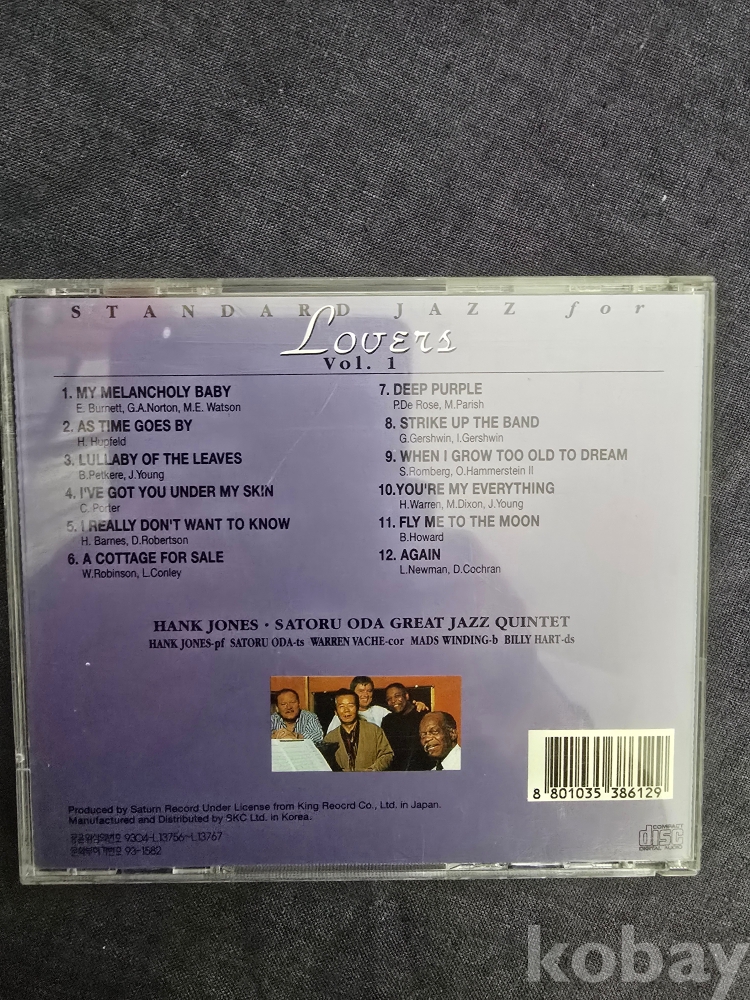 STANDARD JAZZ for
Lovers
Vol. 1
1. MY MELANCHOLY BABY
E. Burnett, G.A.Norton, M.E. Watson
2. AS TIME GOES BY
H. Hupfeld
3. LULLABY OF THE LEAVES
B.Petkere, J.Young
4. I'VE GOT YOU UNDER MY SKIN
C. Porter
5. I REALLY DON'T WANT TO KNOW
H. Barnes, D.Robertson
6. A COTTAGE FOR SALE
W.Robinson, L.Conley
7. DEEP PURPLE
P.De Rose, M.Parish
8. STRIKE UP THE BAND
G.Gershwin, I.Gershwin
9. WHEN I GROW TOO OLD TO DREAM
S.Romberg, O.Hammerstein II
10.YOU'RE MY EVERYTHING
H.Warren, M.Dixon, J.Young
11. FLY ME TO THE MOON
B.Howard
12. AGAIN
L.Newman, D.Cochran
HANK JONES · SATORU ODA GREAT JAZZ QUINTET
HANK JONES-pf SATORU ODA-ts WARREN VACHE-cor MADS WINDING-b BILLY HART-ds
8 801035 386129
Produced by Saturn Record Under License from King Reocrd Co., Ltd. in Japan.
Manufactured and Distributed by SKC Ltd. in Korea.
9304-L13756~L13767
93-1582
COMPACT
disc
DIGITAL AUDIO
kobay